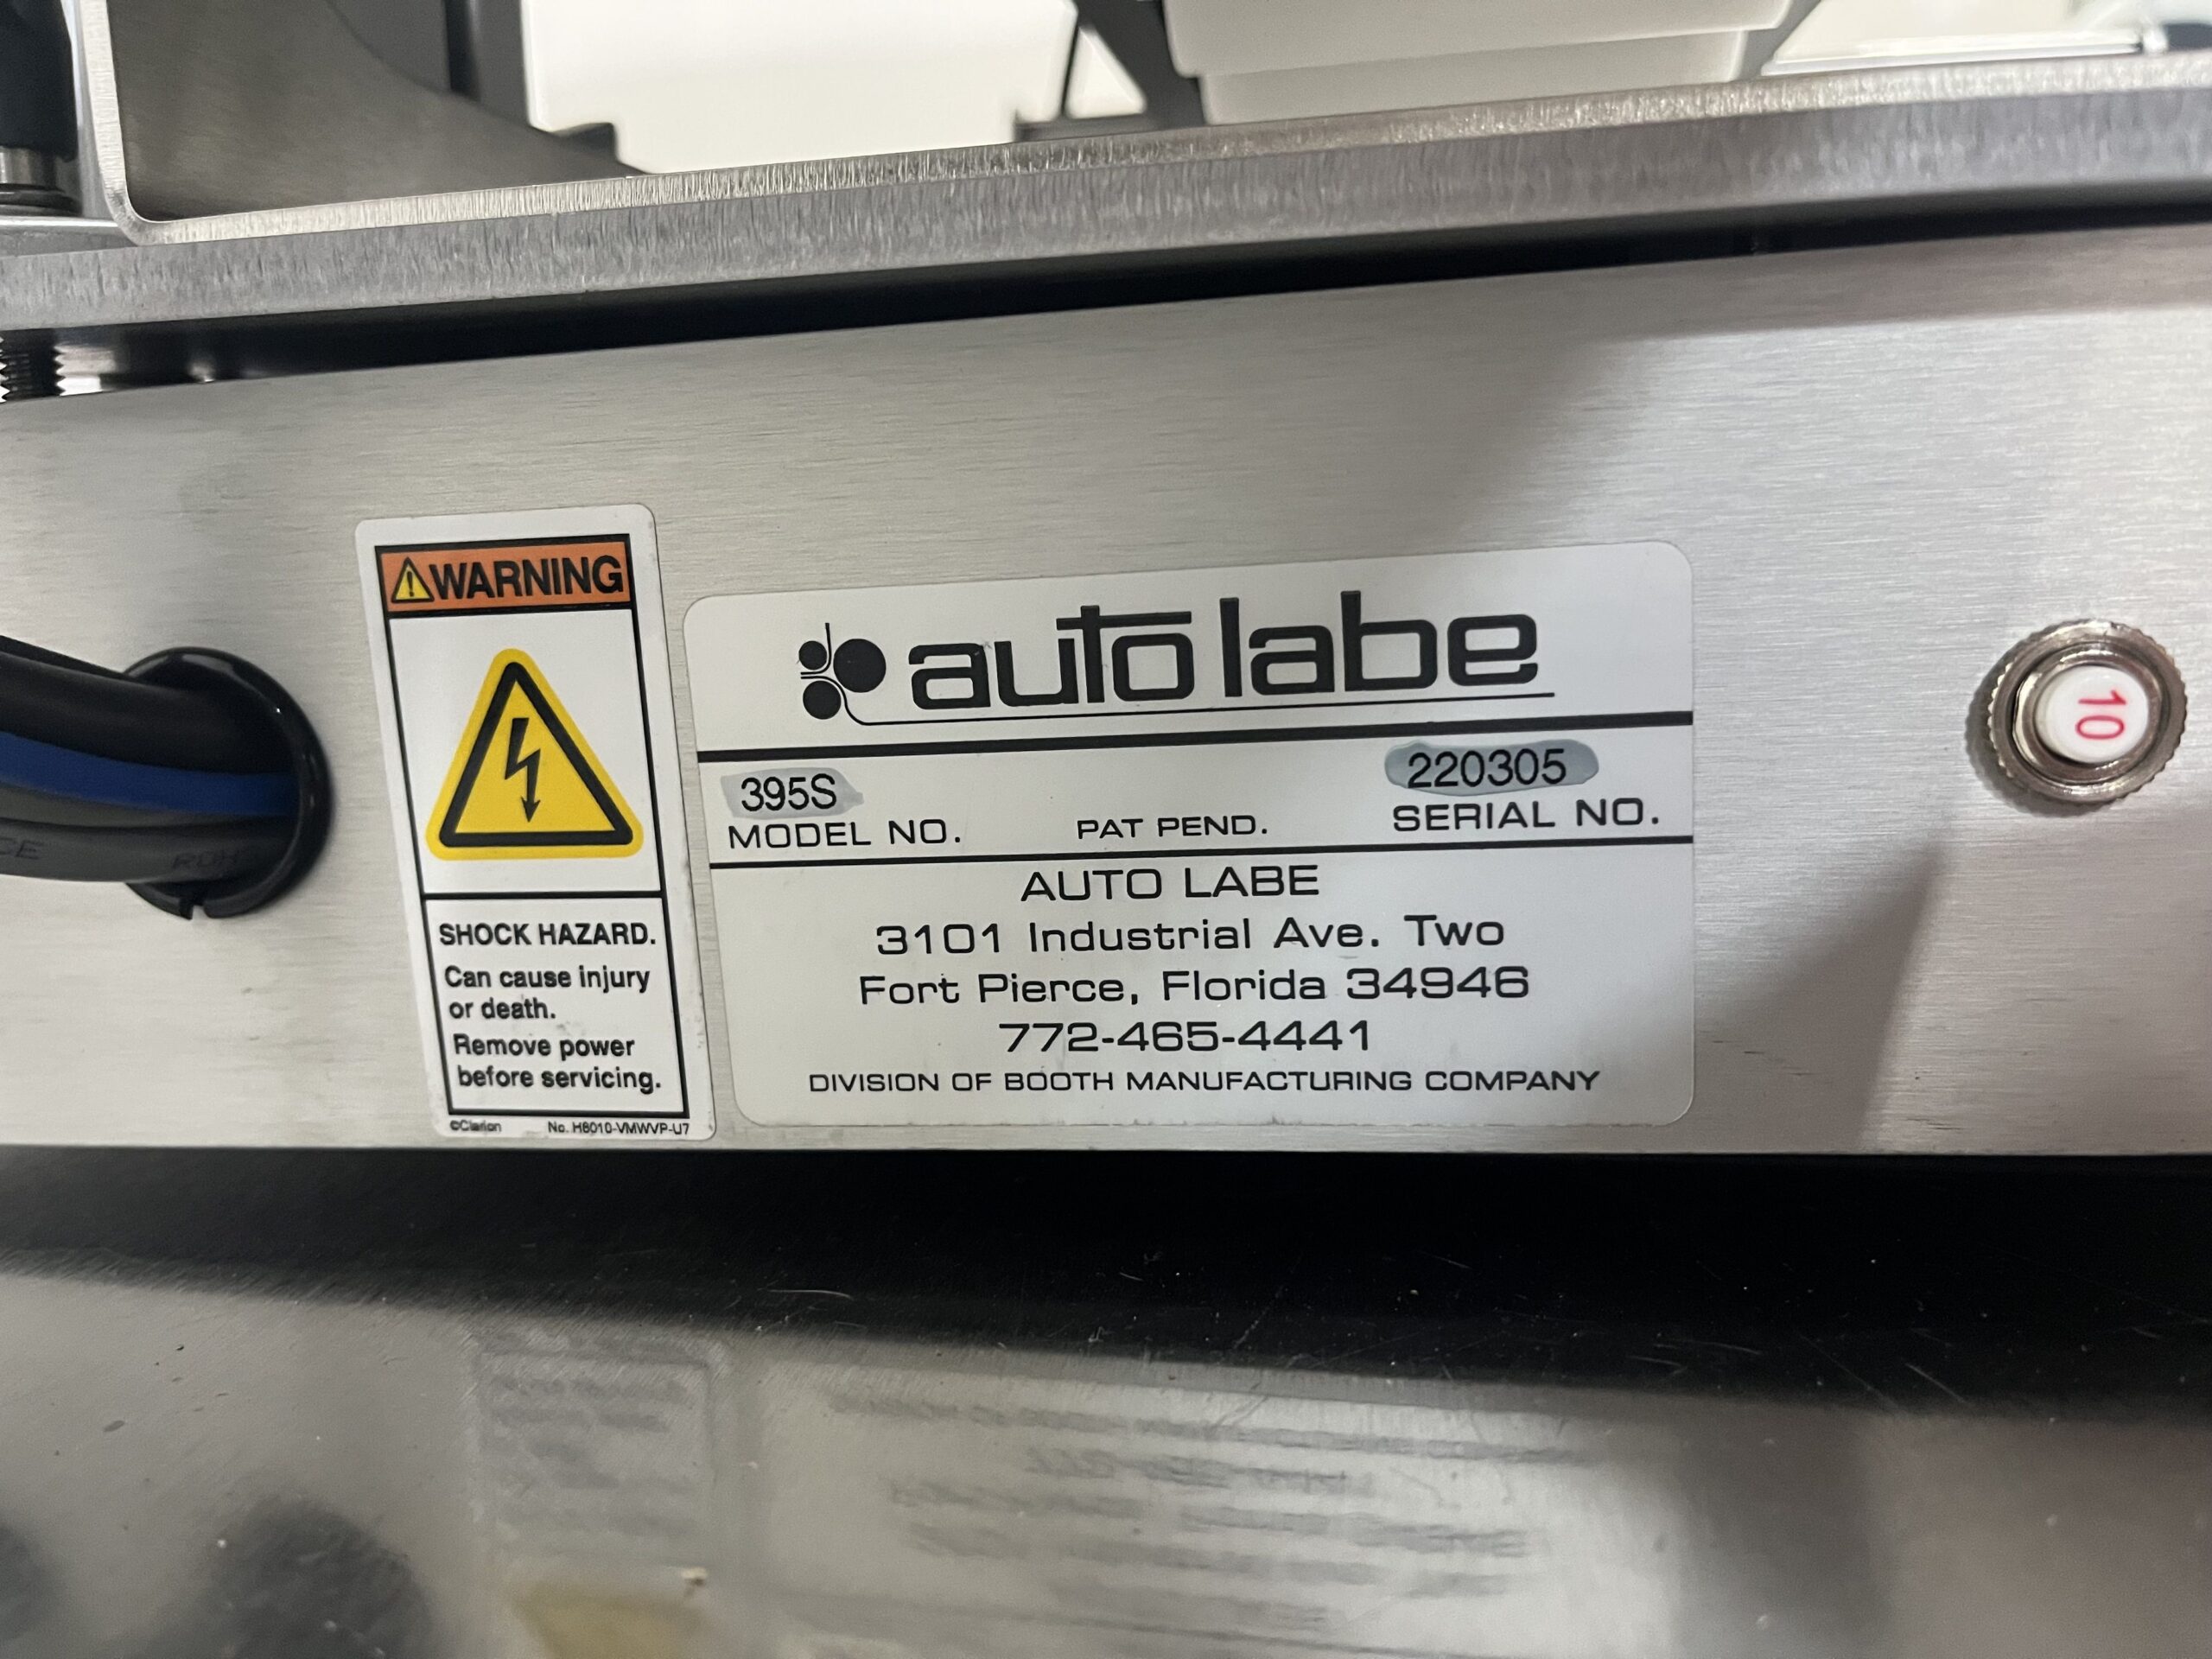 WARNING
SHOCK HAZARD.
Can cause injury
or death.
Remove power
before servicing.
©Clarion No. H6010-VMWVP-U7
auto labe
395S 220305
MODEL NO. PAT PEND. SERIAL NO.
AUTO LABE
3101 Industrial Ave. Two
Fort Pierce, Florida 34946
772-465-4441
DIVISION OF BOOTH MANUFACTURING COMPANY
10